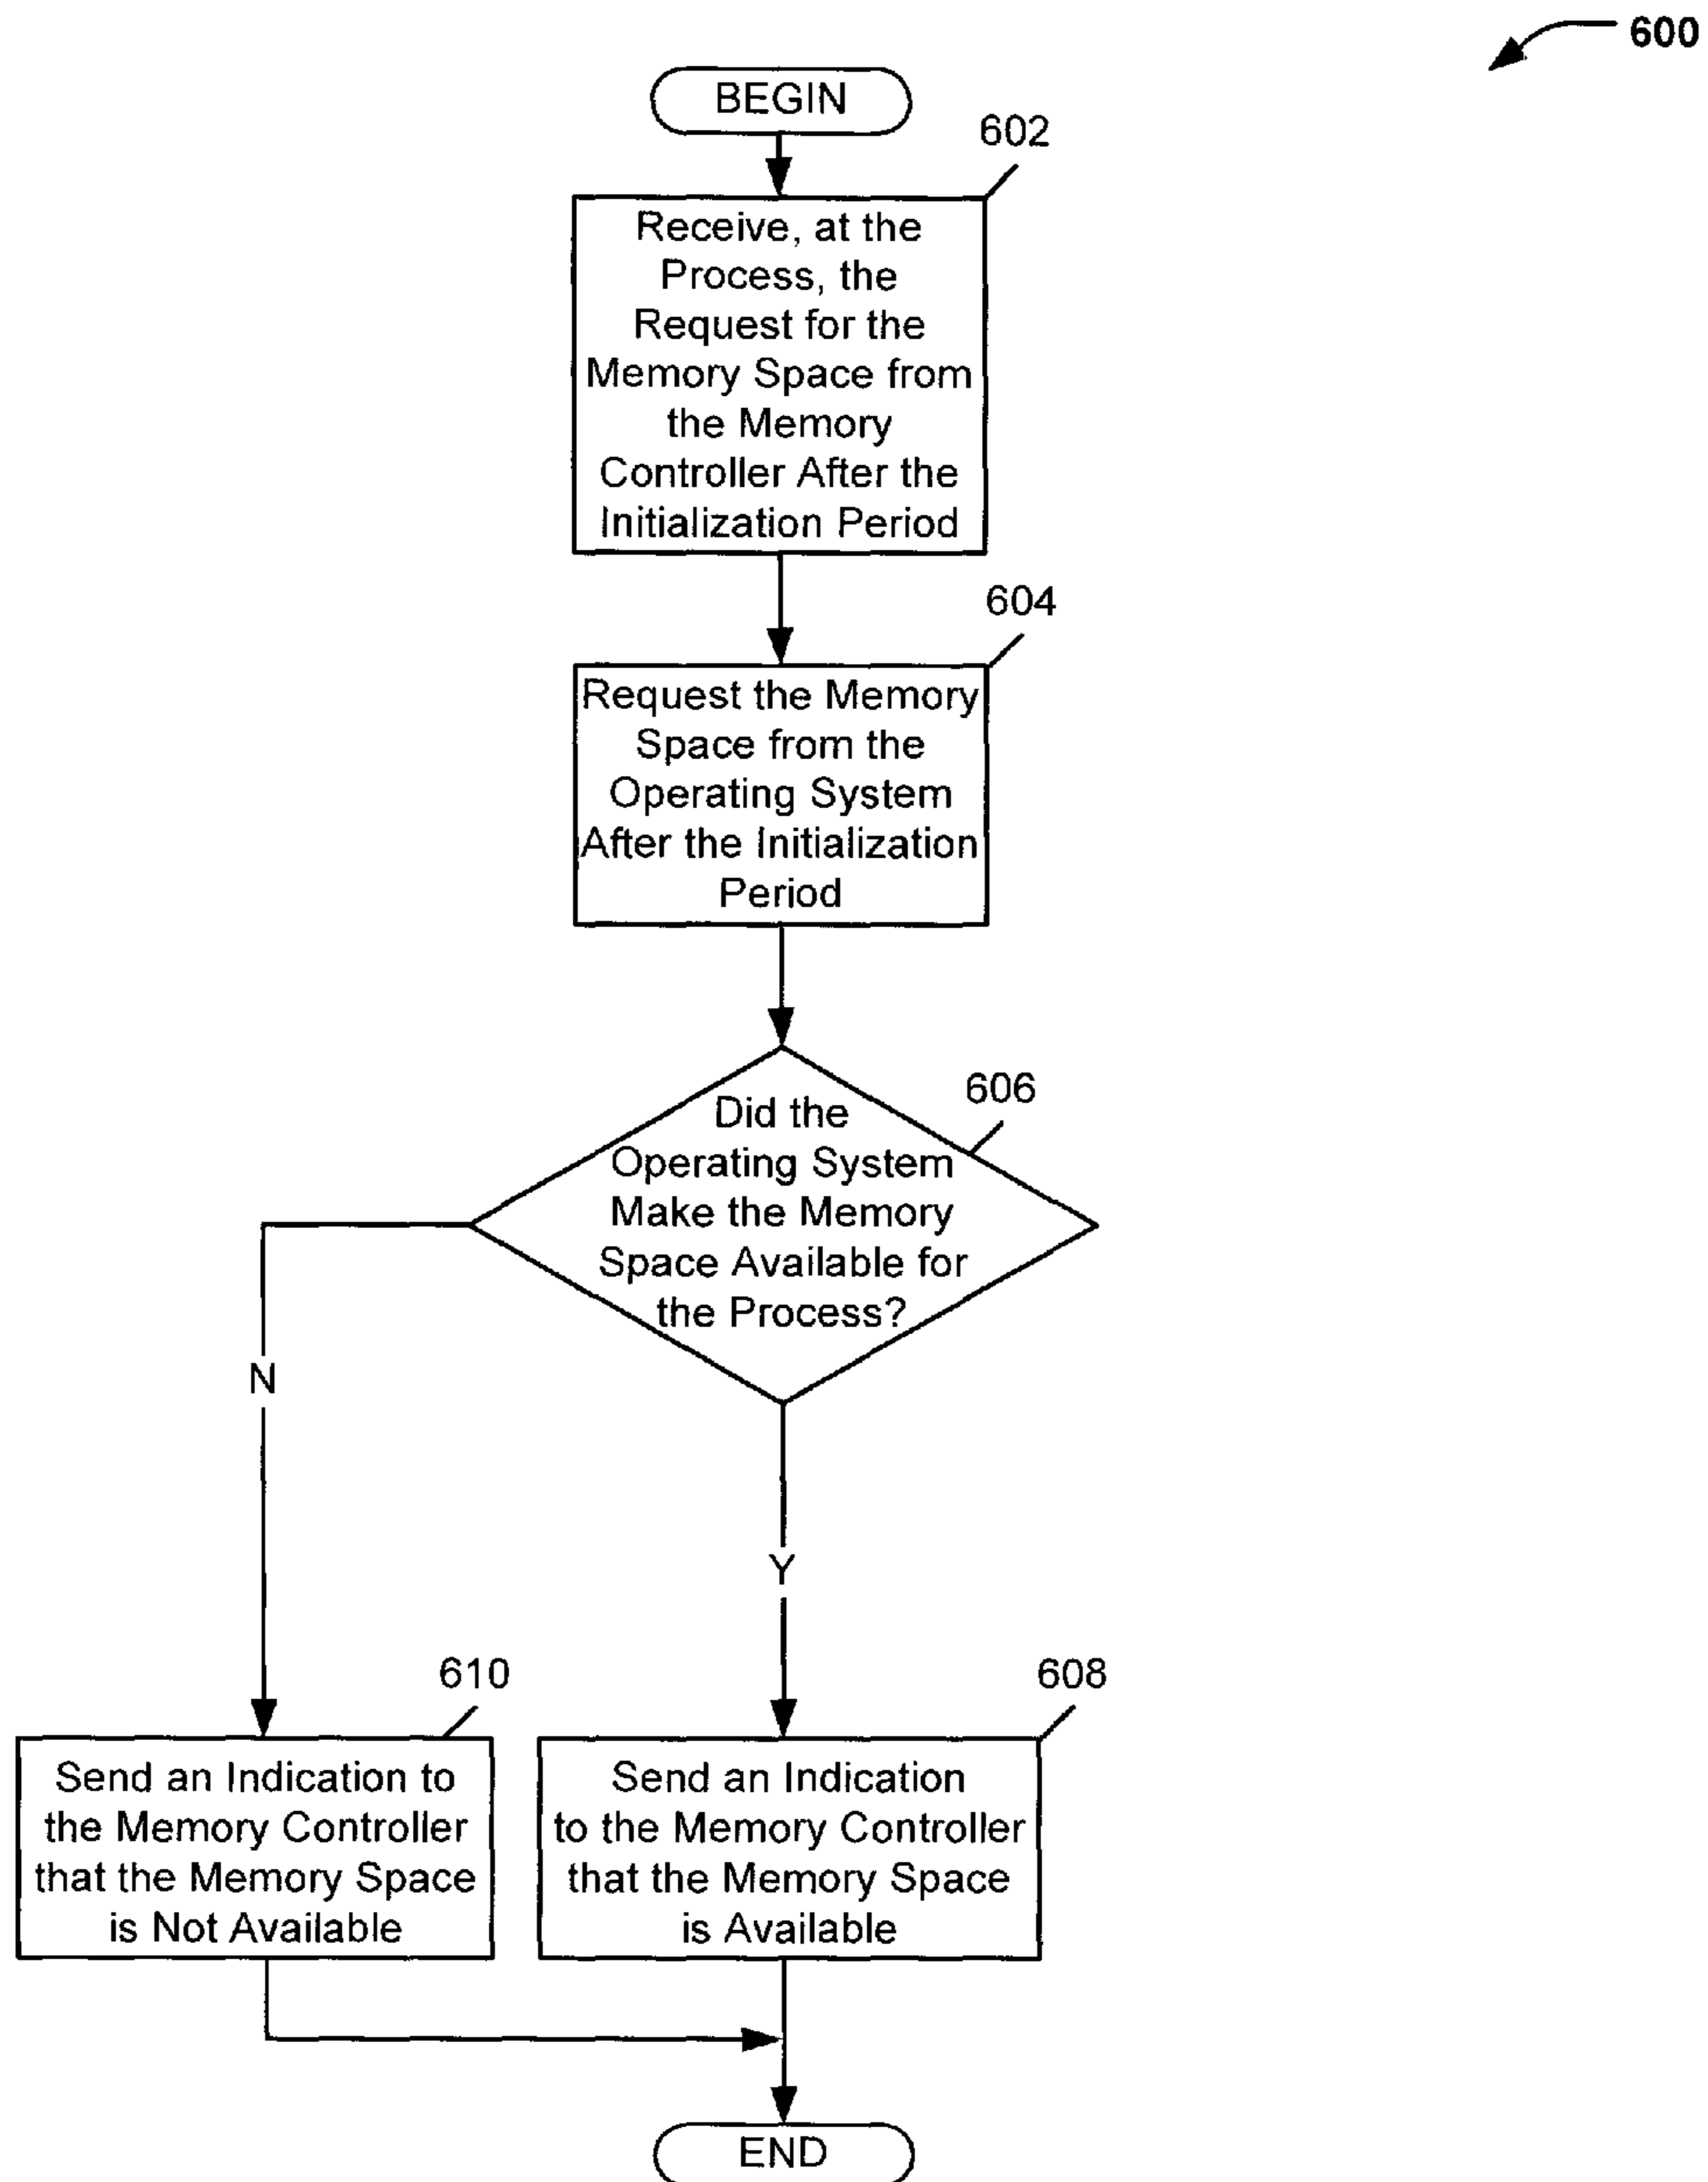 600
BEGIN
602
Receive, at the
Process, the
Request for the
Memory Space from
the Memory
Controller After the
Initialization Period
604
Request the Memory
Space from the
Operating System
After the Initialization
Period
606
Did the
Operating System
Make the Memory
Space Available for
the Process?
N
Y
610
Send an Indication to
the Memory Controller
that the Memory Space
is Not Available
608
Send an Indication
to the Memory Controller
that the Memory Space
is Available
END